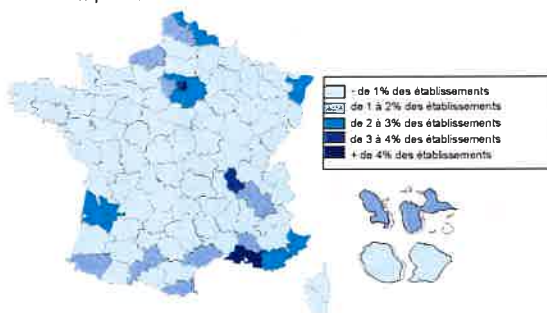 - de 1% des établissements
de 1 à 2% des établissements
de 2 à 3% des établissements
de 3 à 4% des établissements
+ de 4% des établissements